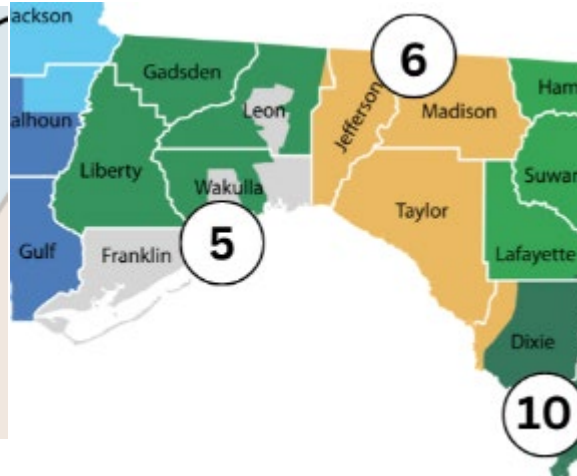 ackson
Gadsden
6
Ham
Leon
Jefferson
Madison
alhoun
Liberty
Wakulla
Suwan
Taylor
5
Gulf
Franklin
Lafayette
Dixie
10